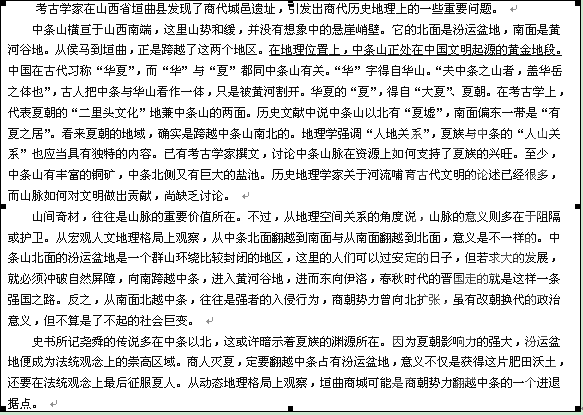 考古学家在山西省垣曲县发现了商代城邑遗址，引发出商代历史地理上的一些重要问题。
中条山横亘于山西南端，这里山势和缓，并没有想象中的悬崖峭壁。它的北面是汾运盆地，南面是黄
河谷地。从侯马到垣曲，正是跨越了这两个地区。在地理位置上，中条山正处在中国文明起源的黄金地段。
中国在古代习称“华夏”，而“华”与“夏”都同中条山有关。“华”字得自华山。“夫中条之山者，盖华岳
之体也”，古人把中条与华山看作一体，只是被黄河割开。华夏的“夏”，得自“大夏”、夏朝。在考古学上，
代表夏朝的“二里头文化”地兼中条山的两面。历史文献中说中条山以北有“夏墟”，南面偏东一带是“有
夏之居”。看来夏朝的地域，确实是跨越中条山南北的。地理学强调“人地关系”，夏族与中条的“人山关
系”也应当具有独特的内容。已有考古学家撰文，讨论中条山脉在资源上如何支持了夏族的兴旺。至少，
中条山有丰富的铜矿，中条北侧又有巨大的盐池。历史地理学家关于河流哺育古代文明的论述已经很多，
而山脉如何对文明做出贡献，尚缺乏讨论。
山间奇材，往往是山脉的重要价值所在。不过，从地理空间关系的角度说，山脉的意义则多在于阻隔
或护卫。从宏观人文地理格局上观察，从中条北面翻越到南面与从南面翻越到北面，意义是不一样的。中
条山北面的汾运盆地是一个群山环绕比较封闭的地区，这里的人们可以过安定的日子，但若求大的发展，
就必须冲破自然屏障，向南跨越中条，进入黄河谷地，进而东向伊洛，春秋时代的晋国走的就是这样一条
强国之路。反之，从南面北越中条，往往是强者的入侵行为，商朝势力曾向北扩张，虽有改朝换代的政治
意义，但不算是了不起的社会巨变。
史书所记尧舜的传说多在中条以北，这或许暗示着夏族的渊源所在。因为夏朝影响力的强大，汾运盆
地便成为法统观念上的崇高区域。商人灭夏，定要翻越中条占有汾运盆地，意义不仅是获得这片肥田沃土，
还要在法统观念上最后征服夏人。从动态地理格局上观察，垣曲商城可能是商朝势力翻越中条的一个进退
据点。